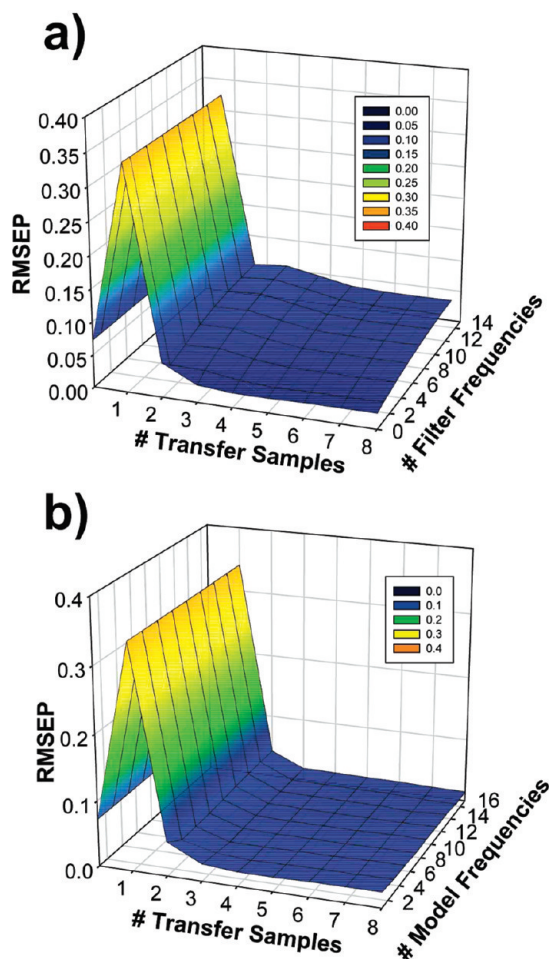 a)
0.40
0.35
0.30
0.25
0.20
0.15
0.10
0.05
0.00
RMSEP
0.00
0.05
0.10
0.15
0.20
0.25
0.30
0.35
0.40
1 2 3 4 5 6 7 8
# Transfer Samples
0 2 4 6 8 10 12 14
# Filter Frequencies
b)
0.4
0.3
0.2
0.1
0.0
RMSEP
0.0
0.1
0.2
0.3
0.4
1 2 3 4 5 6 7 8
# Transfer Samples
2 4 6 8 10 12 14 16
# Model Frequencies